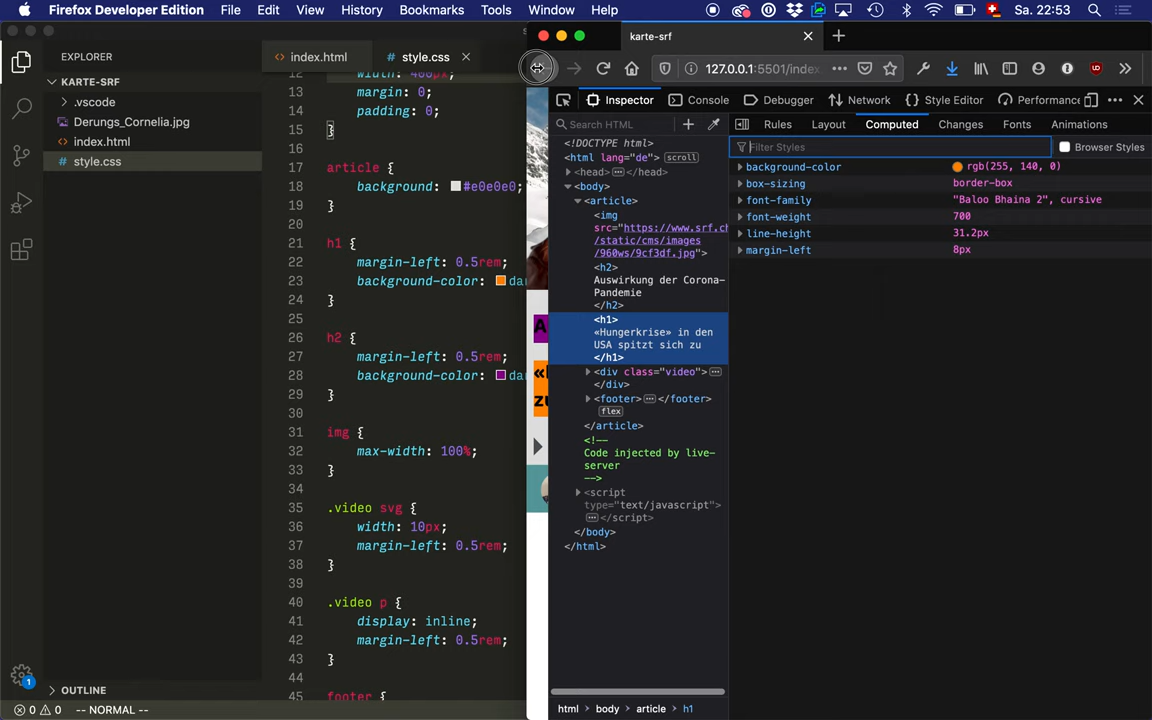 Firefox Developer Edition File Edit View History Bookmarks Tools Window Help Sa. 22:53
EXPLORER
KARTE-SRF
.vscode
Derungs_Cornelia.jpg
index.html
style.css
OUTLINE
1
0 0 -- NORMAL --
index.html style.css
12 width: 400px;
13 margin: 0;
14 padding: 0;
15 }
16
17 article {
18 background: #e0e0e0;
19 }
20
21 h1 {
22 margin-left: 0.5rem;
23 background-color: da
24 }
25
26 h2 {
27 margin-left: 0.5rem;
28 background-color: da
29 }
30
31 img {
32 max-width: 100%;
33 }
34
35 .video svg {
36 width: 10px;
37 margin-left: 0.5rem;
38 }
39
40 .video p {
41 display: inline;
42 margin-left: 0.5rem;
43 }
44
45 footer {
karte-srf
127.0.0.1:5501/index
Inspector Console Debugger Network Style Editor Performance
Search HTML
<!DOCTYPE html>
<html lang="de"> scroll
<head> </head>
<body>
<article>
<img
src="https://www.srf.ch
/static/cms/images
/960ws/9cf3df.jpg">
<h2>
Auswirkung der Corona-
Pandemie
</h2>
<h1>
«Hungerkrise» in den
USA spitzt sich zu
</h1>
<div class="video">
</div>
<footer> </footer>
flex
</article>
<!--
Code injected by live-
server
-->
<script
type="text/javascript">
</script>
</body>
</html>
html body article h1
Rules Layout Computed Changes Fonts Animations
Filter Styles Browser Styles
background-color rgb(255, 140, 0)
box-sizing border-box
font-family "Baloo Bhaina 2", cursive
font-weight 700
line-height 31.2px
margin-left 8px